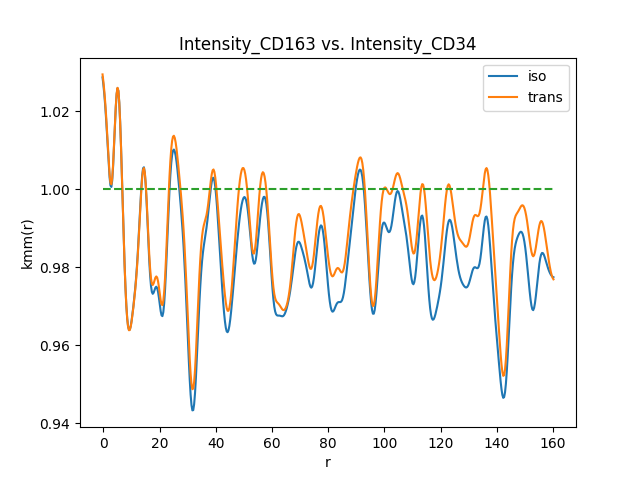 Intensity_CD163 vs. Intensity_CD34
iso
trans
kmm(r)
1.02
1.00
0.98
0.96
0.94
0 20 40 60 80 100 120 140 160
r